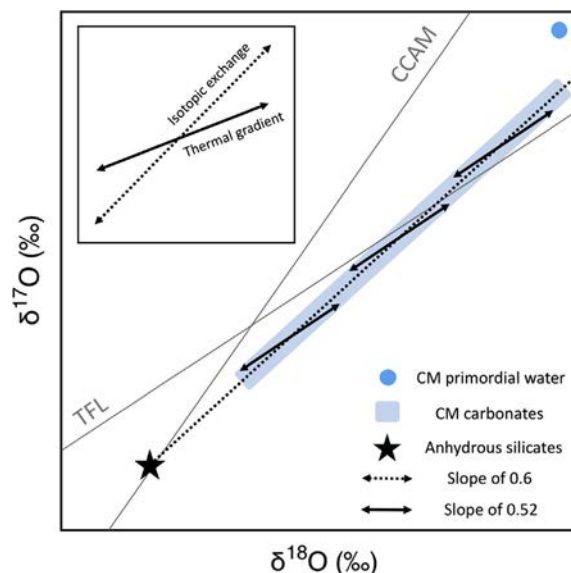 Isotopic exchange
Thermal gradient
CCAM
TFL
δ¹⁷O (‰)
CM primordial water
CM carbonates
Anhydrous silicates
Slope of 0.6
Slope of 0.52
δ¹⁸O (‰)